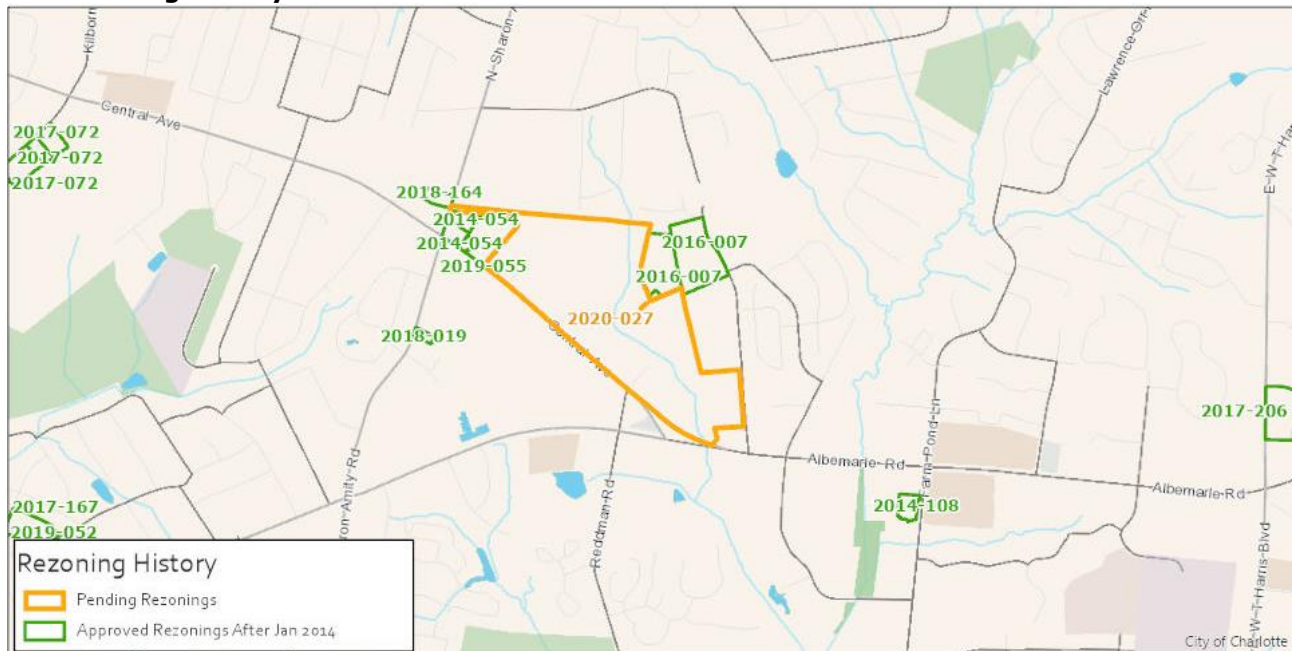 Kilborn
N-Sharon-A
Lawrence-Orr
Central-Ave
2017-072
2017-072
2017-072
E-W-T-Har
2018-164
2014-054
2014-054
2019-055
2016-007
2016-007
2020-027
Central-Ave
2018-019
2017-206
Farm-Pond-Ln
Albemarle-Rd
Albemarle-Rd
ron-Amity-Rd
Reddman-Rd
2014-108
2017-167
2019-052
E-W-T-Harris-Blvd
Rezoning History
Pending Rezonings
Approved Rezonings After Jan 2014
City of Charlotte